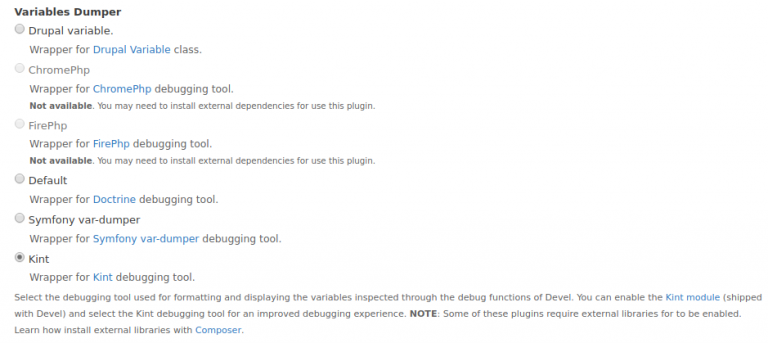 Variables Dumper
Drupal variable.
Wrapper for Drupal Variable class.
ChromePhp
Wrapper for ChromePhp debugging tool.
Not available. You may need to install external dependencies for use this plugin.
FirePhp
Wrapper for FirePhp debugging tool.
Not available. You may need to install external dependencies for use this plugin.
Default
Wrapper for Doctrine debugging tool.
Symfony var-dumper
Wrapper for Symfony var-dumper debugging tool.
Kint
Wrapper for Kint debugging tool.
Select the debugging tool used for formatting and displaying the variables inspected through the debug functions of Devel. You can enable the Kint module (shipped
with Devel) and select the Kint debugging tool for an improved debugging experience. NOTE: Some of these plugins require external libraries for to be enabled.
Learn how install external libraries with Composer.